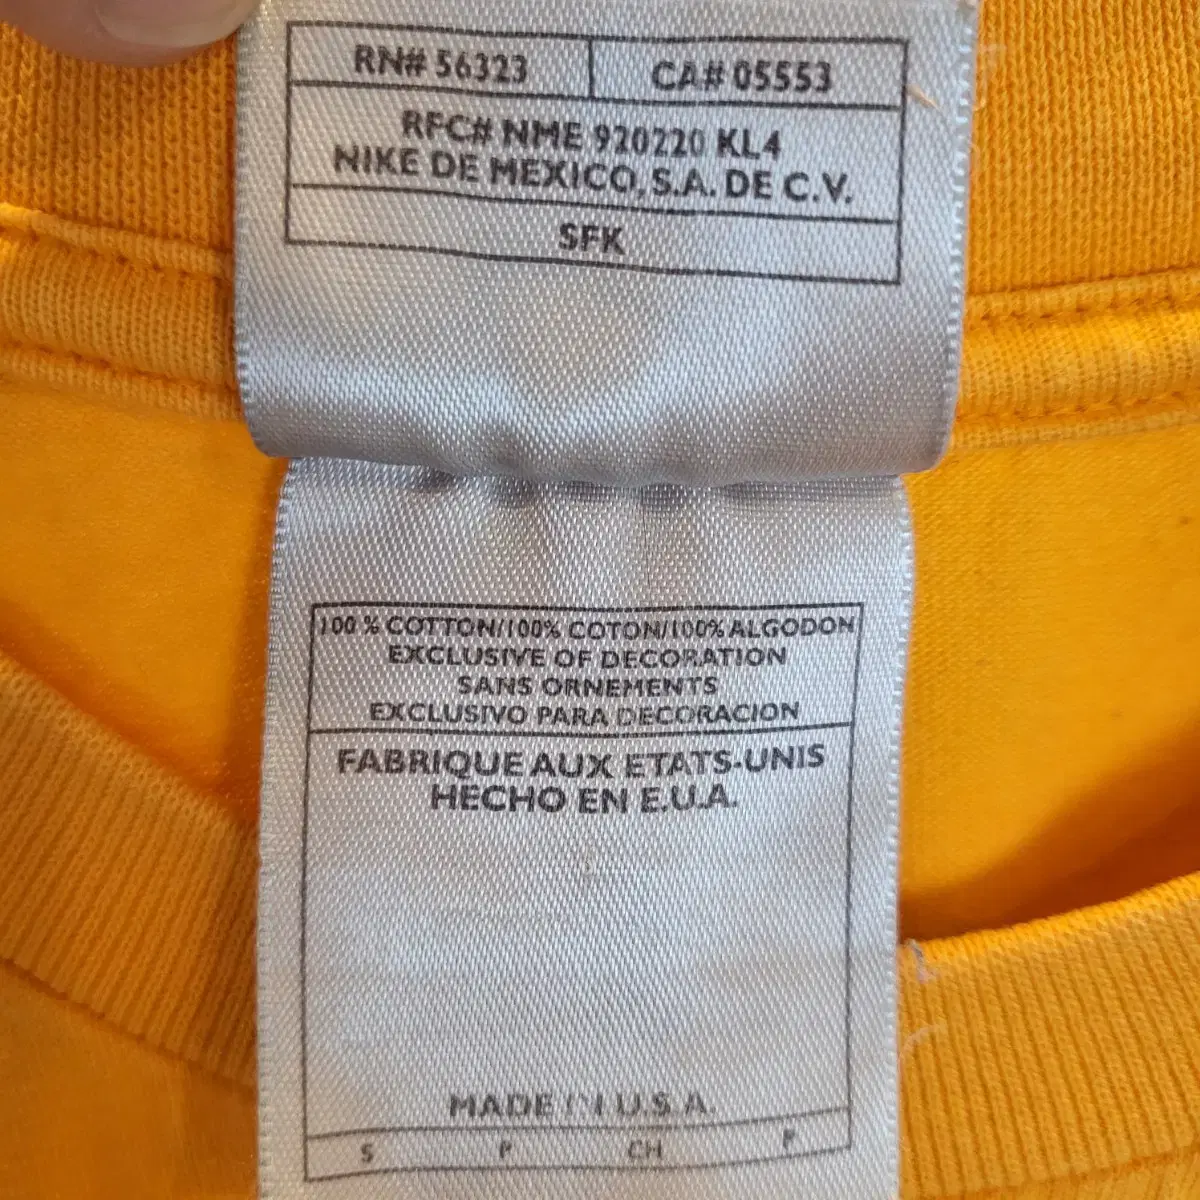 RN# 56323 CA# 05553
RFC# NME 920220 KL4
NIKE DE MEXICO, S.A. DE C.V.
SFK
100 % COTTON/100% COTON/100% ALGODON
EXCLUSIVE OF DECORATION
SANS ORNEMENTS
EXCLUSIVO PARA DECORACION
FABRIQUE AUX ETATS-UNIS
HECHO EN E.U.A.
MADE IN U.S.A.
S P CH P